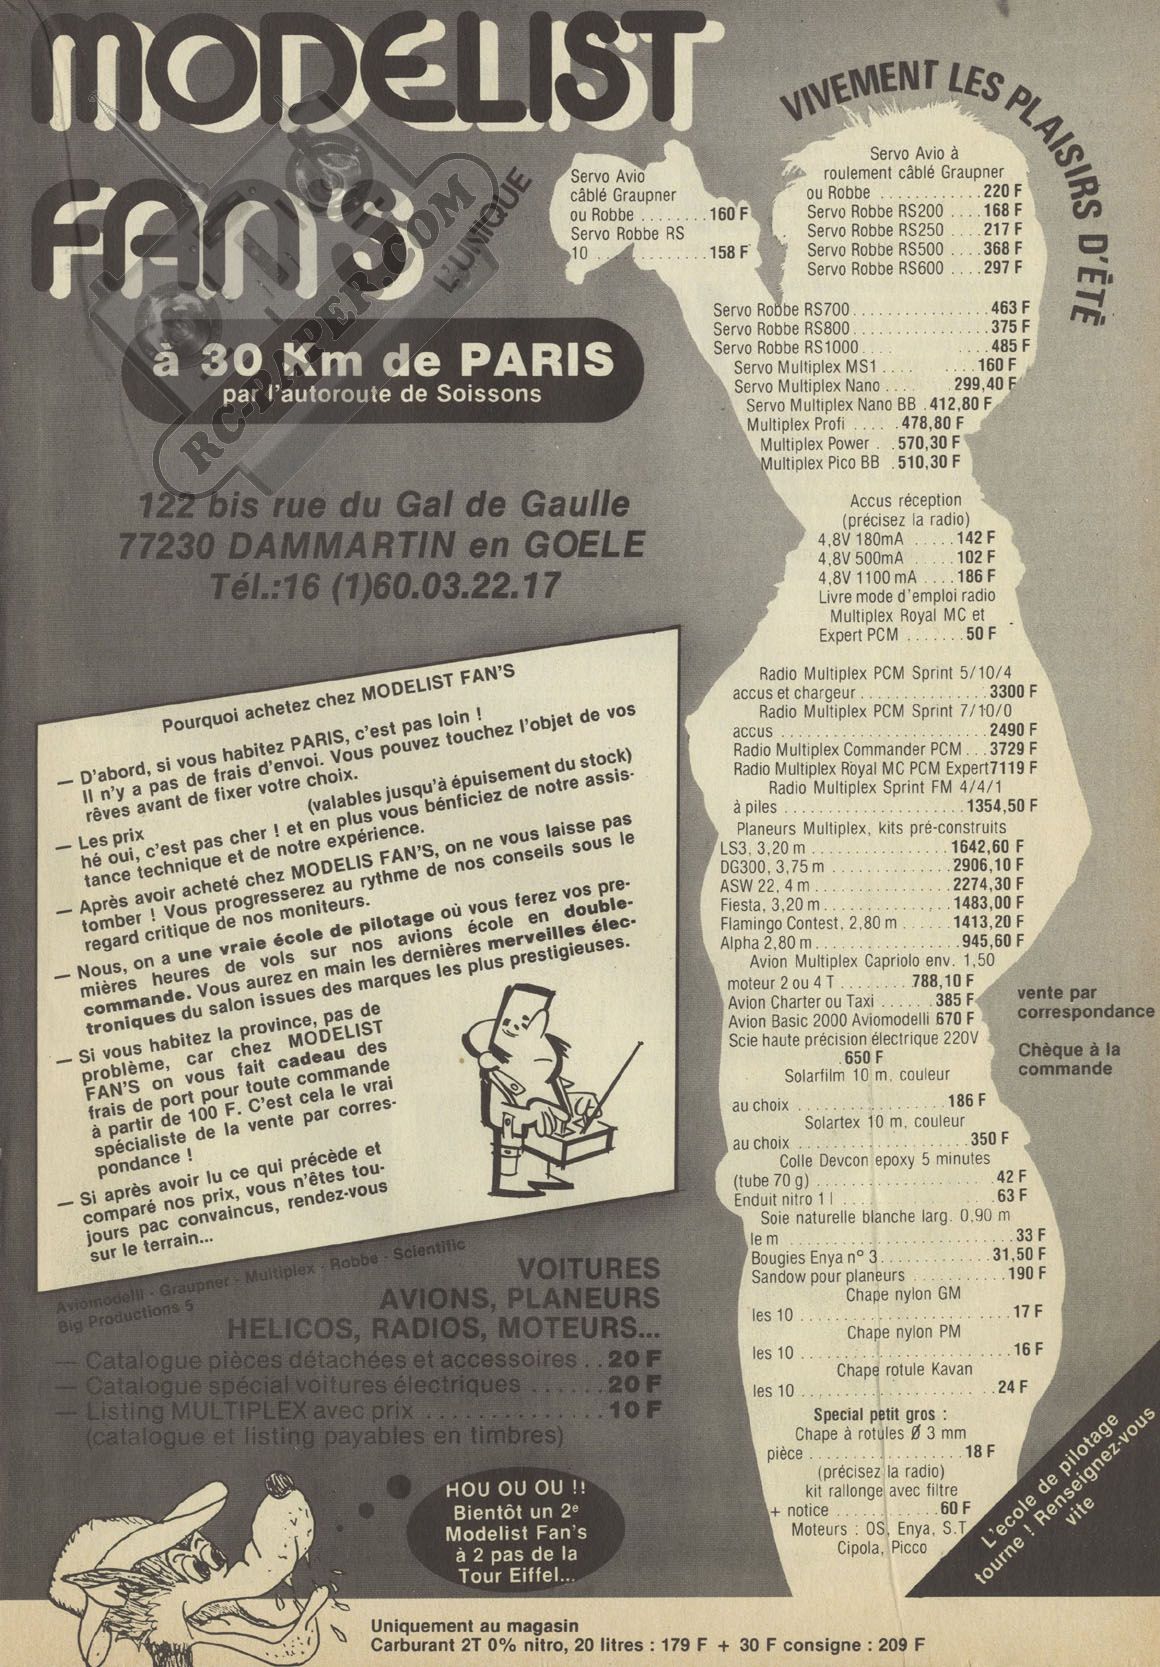 MODELIST
FAN'S
L'UNIQUE
RC-PAPER.COM
à 30 Km de PARIS
par l'autoroute de Soissons
122 bis rue du Gal de Gaulle
77230 DAMMARTIN en GOELE
Tél.:16 (1)60.03.22.17
Pourquoi achetez chez MODELIST FAN'S
— D'abord, si vous habitez PARIS, c'est pas loin !
Il n'y a pas de frais d'envoi. Vous pouvez touchez l'objet de vos
rêves avant de fixer votre choix.
— Les prix (valables jusqu'à épuisement du stock)
hé oui, c'est pas cher ! et en plus vous bénficiez de notre assis-
tance technique et de notre expérience.
— Après avoir acheté chez MODELIS FAN'S, on ne vous laisse pas
tomber ! Vous progresserez au rythme de nos conseils sous le
regard critique de nos moniteurs.
— Nous, on a une vraie école de pilotage où vous ferez vos pre-
mières heures de vols sur nos avions école en double-
commande. Vous aurez en main les dernières merveilles élec-
troniques du salon issues des marques les plus prestigieuses.
— Si vous habitez la province, pas de
problème, car chez MODELIST
FAN'S on vous fait cadeau des
frais de port pour toute commande
à partir de 100 F. C'est cela le vrai
spécialiste de la vente par corres-
pondance !
— Si après avoir lu ce qui précède et
comparé nos prix, vous n'êtes tou-
jours pac convaincus, rendez-vous
sur le terrain...
Aviomodelli - Graupner - Multiplex - Robbe - Scientific
Big Productions 5
VOITURES
AVIONS, PLANEURS
HELICOS, RADIOS, MOTEURS...
— Catalogue pièces détachées et accessoires . . 20 F
— Catalogue spécial voitures électriques . . . . . . 20 F
— Listing MULTIPLEX avec prix . . . . . . . . . . . . . . 10 F
(catalogue et listing payables en timbres)
HOU OU OU !!
Bientôt un 2e
Modelist Fan's
à 2 pas de la
Tour Eiffel...
VIVEMENT LES PLAISIRS D'ÊTÉ
Servo Avio
câblé Graupner
ou Robbe . . . . . . . . 160 F
Servo Robbe RS
10 . . . . . . . . . . . . . 158 F
Servo Avio à
roulement câblé Graupner
ou Robbe . . . . . . . . . . . . 220 F
Servo Robbe RS200 . . . . 168 F
Servo Robbe RS250 . . . . 217 F
Servo Robbe RS500 . . . . 368 F
Servo Robbe RS600 . . . . 297 F
Servo Robbe RS700 . . . . . . . . . . . . . . . . 463 F
Servo Robbe RS800 . . . . . . . . . . . . . . . . 375 F
Servo Robbe RS1000 . . . . . . . . . 485 F
Servo Multiplex MS1 . . . . . . . . 160 F
Servo Multiplex Nano . . . . . . . . 299,40 F
Servo Multiplex Nano BB . 412,80 F
Multiplex Profi . . . . . 478,80 F
Multiplex Power . . 570,30 F
Multiplex Pico BB . 510,30 F
Accus réception
(précisez la radio)
4,8V 180mA . . . . . 142 F
4,8V 500mA . . . . . 102 F
4,8V 1100 mA . . . . 186 F
Livre mode d'emploi radio
Multiplex Royal MC et
Expert PCM . . . . . . . 50 F
Radio Multiplex PCM Sprint 5/10/4
accus et chargeur . . . . . . . . . . . . . . . 3300 F
Radio Multiplex PCM Sprint 7/10/0
accus . . . . . . . . . . . . . . . . . . . . . . . . 2490 F
Radio Multiplex Commander PCM . . . 3729 F
Radio Multiplex Royal MC PCM Expert7119 F
Radio Multiplex Sprint FM 4/4/1
à piles . . . . . . . . . . . . . . . . . . . . 1354,50 F
Planeurs Multiplex, kits pré-construits
LS3, 3,20 m . . . . . . . . . . . . . . . . 1642,60 F
DG300, 3,75 m . . . . . . . . . . . . . . 2906,10 F
ASW 22, 4 m . . . . . . . . . . . . . . . . 2274,30 F
Fiesta, 3,20 m . . . . . . . . . . . . . . . 1483,00 F
Flamingo Contest, 2,80 m . . . . . . 1413,20 F
Alpha 2,80 m . . . . . . . . . . . . . . . . 945,60 F
Avion Multiplex Capriolo env. 1,50
moteur 2 ou 4 T . . . . . . . . 788,10 F
Avion Charter ou Taxi . . . . . . 385 F
Avion Basic 2000 Aviomodelli 670 F
Scie haute précision électrique 220V
. 650 F
Solarfilm 10 m, couleur
au choix . . . . . . . . . . . . . . . . . . 186 F
Solartex 10 m, couleur
au choix . . . . . . . . . . . . . . . . . . . . 350 F
Colle Devcon epoxy 5 minutes
(tube 70 g) . . . . . . . . . . . . . . . . . . . . 42 F
Enduit nitro 1 l . . . . . . . . . . . . . . . . . . 63 F
Soie naturelle blanche larg. 0,90 m
le m . . . . . . . . . . . . . . . . . . . . . . . . . 33 F
Bougies Enya n° 3 . . . . . . . . . . . . . 31,50 F
Sandow pour planeurs . . . . . . . . . . 190 F
Chape nylon GM
les 10 . . . . . . . . . . . . . . . . . . . . . . . 17 F
Chape nylon PM
les 10 . . . . . . . . . . . . . . . . . . . . . . . 16 F
Chape rotule Kavan
les 10 . . . . . . . . . . . . . . . . . . . . . 24 F
Special petit gros :
Chape à rotules Ø 3 mm
pièce . . . . . . . . . . . . . . . . . 18 F
(précisez la radio)
kit rallonge avec filtre
+ notice . . . . . . . . . . . . . 60 F
Moteurs : OS, Enya, S.T
Cipola, Picco
vente par
correspondance
Chèque à la
commande
L'ecole de pilotage
tourne ! Renseignez-vous
vite
Uniquement au magasin
Carburant 2T 0% nitro, 20 litres : 179 F + 30 F consigne : 209 F